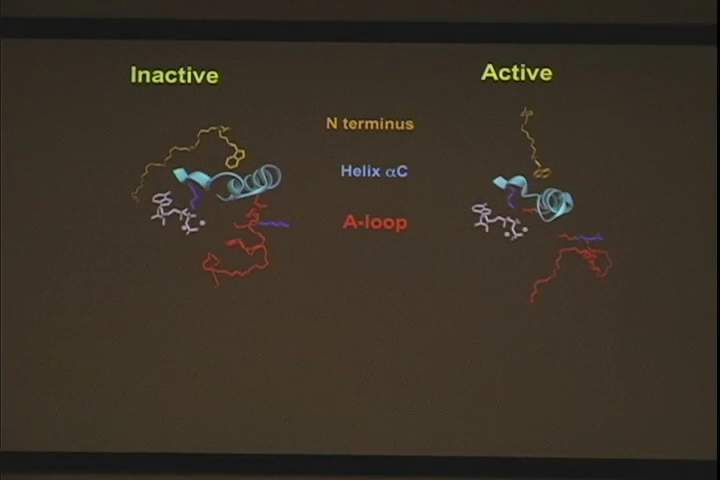 Inactive
Active
N terminus
Helix αC
A-loop